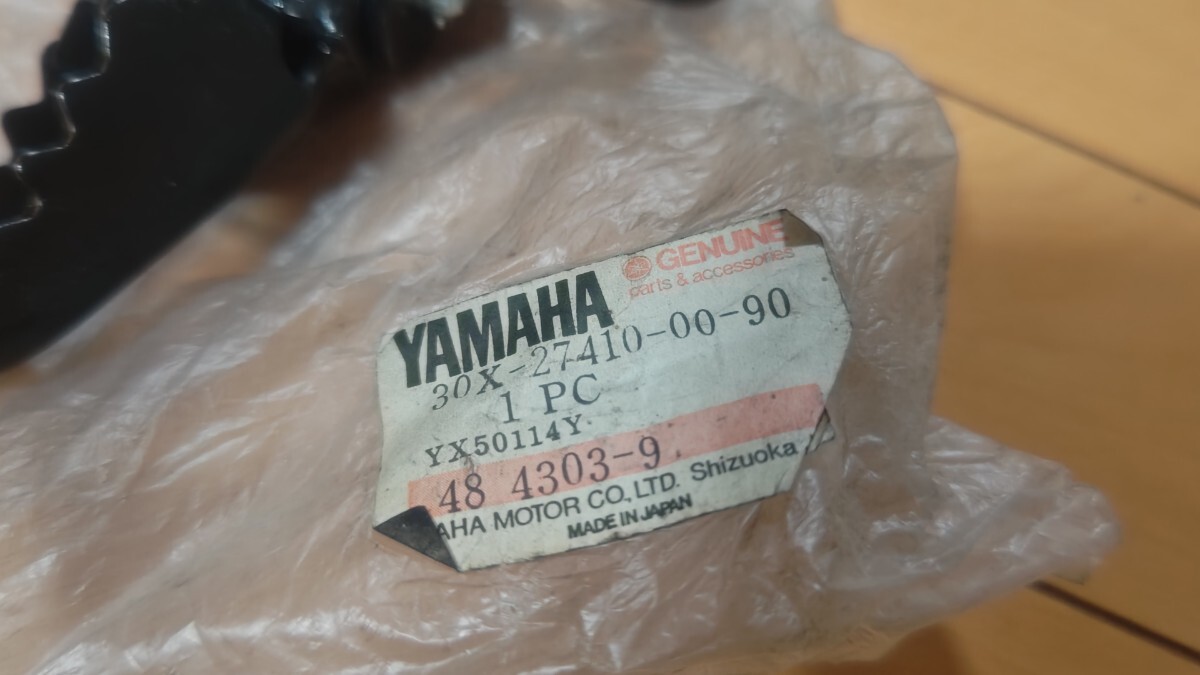 YAMAHA
GENUINE
parts & accessories
30X-27410-00-90
1 PC
YX50114Y
48 4303-9
AHA MOTOR CO., LTD. Shizuoka
MADE IN JAPAN